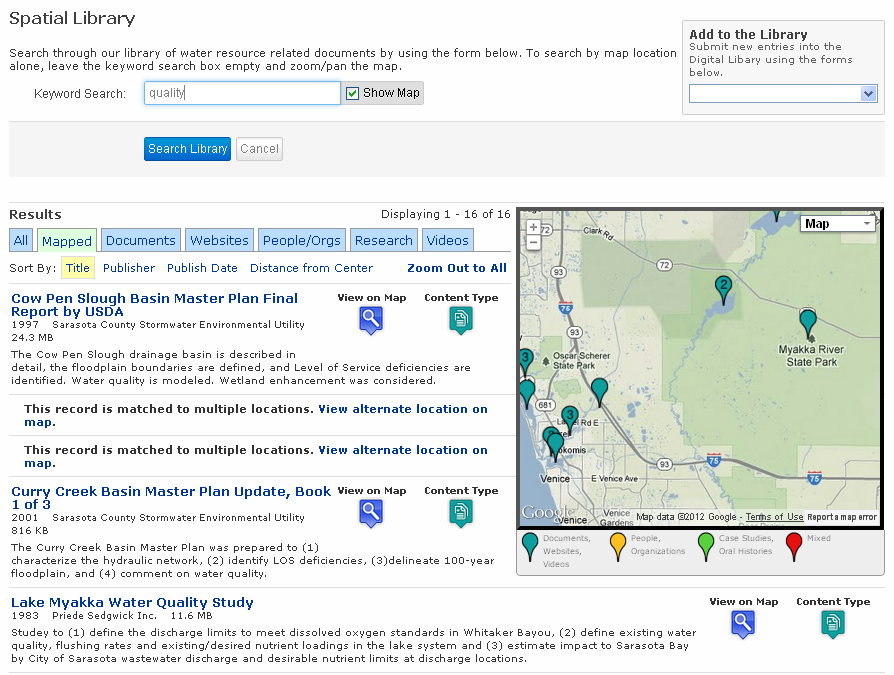 Spatial Library
Search through our library of water resource related documents by using the form below. To search by map location
alone, leave the keyword search box empty and zoom/pan the map.
Keyword Search:
quality
Show Map
Add to the Library
Submit new entries into the
Digital Libary using the forms
below.
Search Library
Cancel
Results
Displaying 1 - 16 of 16
All
Mapped
Documents
Websites
People/Orgs
Research
Videos
Sort By:
Title
Publisher
Publish Date
Distance from Center
Zoom Out to All
Cow Pen Slough Basin Master Plan Final
Report by USDA
1997 Sarasota County Stormwater Environmental Utility
24.3 MB
View on Map
Content Type
The Cow Pen Slough drainage basin is described in
detail, the floodplain boundaries are defined, and Level of Service deficiencies are
identified. Water quality is modeled. Wetland enhancement was considered.
This record is matched to multiple locations. View alternate location on
map.
This record is matched to multiple locations. View alternate location on
map.
Curry Creek Basin Master Plan Update, Book
1 of 3
2001 Sarasota County Stormwater Environmental Utility
816 KB
View on Map
Content Type
The Curry Creek Basin Master Plan was prepared to (1)
characterize the hydraulic network, (2) identify LOS deficiencies, (3)delineate 100-year
floodplain, and (4) comment on water quality.
Lake Myakka Water Quality Study
1983 Priede Sedgwick Inc. 11.6 MB
View on Map
Content Type
Studey to (1) define the discharge limits to meet dissolved oxygen standards in Whitaker Bayou, (2) define existing water
quality, flushing rates and existing/desired nutrient loadings in the lake system and (3) estimate impact to Sarasota Bay
by City of Sarasota wastewater discharge and desirable nutrient limits at discharge locations.
+
−
72
Clark Rd
Map
72
93
75
2
93
Myakka River
State Park
3
Oscar Scherer
State Park
681
3
Rd E
93
75
Venice
E Venice Ave
75
Google
Venice
Venice
Gardens
Map data ©2012 Google - Terms of Use
Report a map error
Documents,
Websites,
Videos
People,
Organizations
Case Studies,
Oral Histories
Mixed